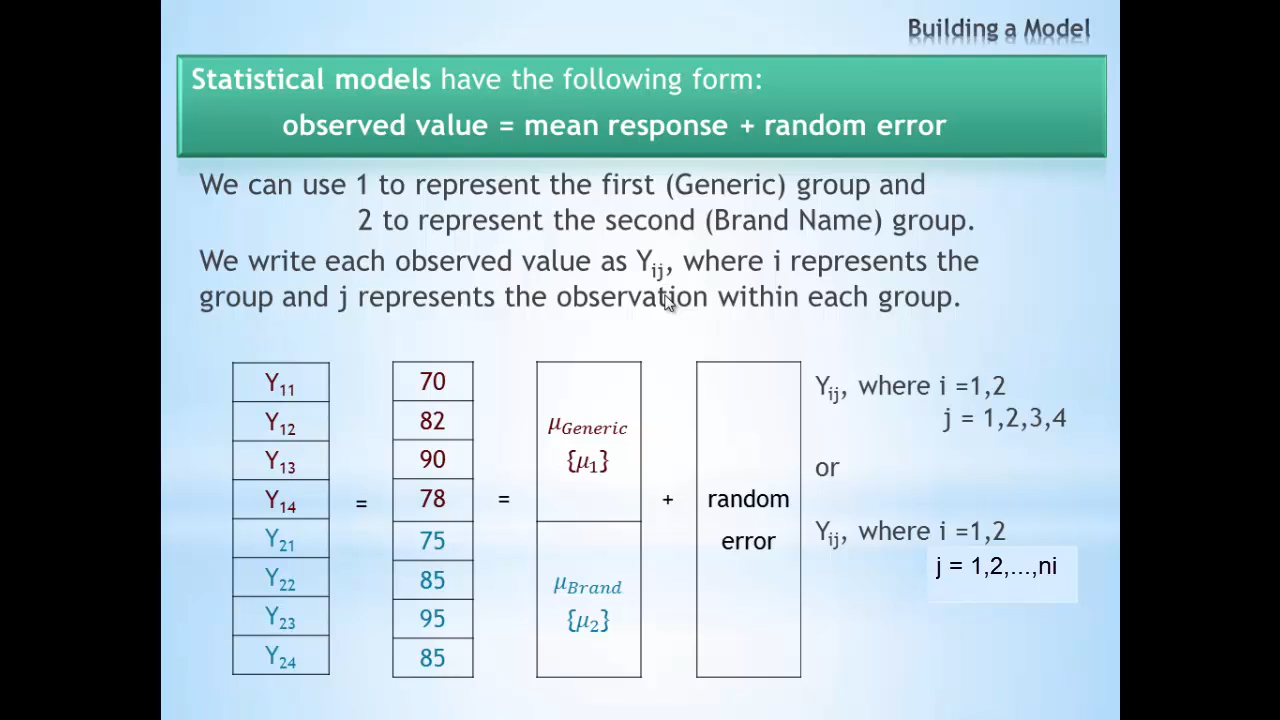 Building a Model
Statistical models have the following form:
observed value = mean response + random error
We can use 1 to represent the first (Generic) group and
2 to represent the second (Brand Name) group.
We write each observed value as Yij, where i represents the
group and j represents the observation within each group.
Y11
Y12
Y13
Y14
Y21
Y22
Y23
Y24
=
70
82
90
78
75
85
95
85
=
μGeneric
{μ1}
μBrand
{μ2}
+
random
error
Yij, where i =1,2
j = 1,2,3,4
or
Yij, where i =1,2
j = 1,2,...,ni